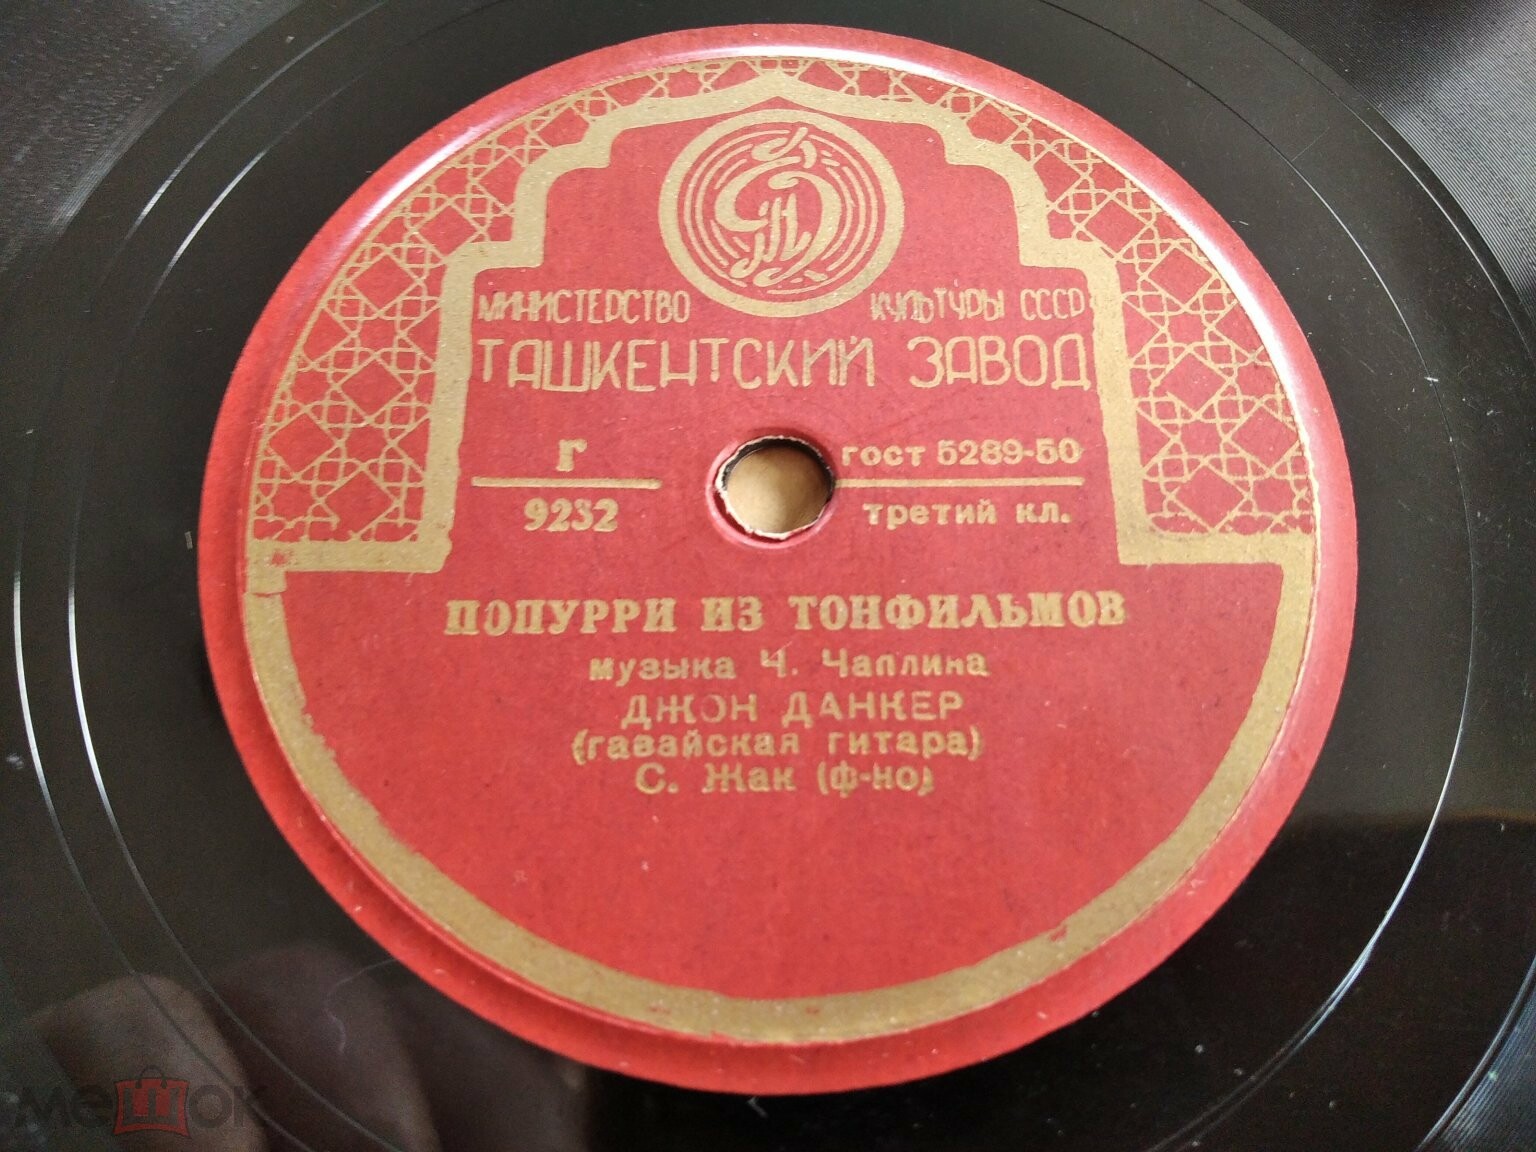 МИНИСТЕРСТВО КУЛЬТУРЫ СССР
ТАШКЕНТСКИЙ ЗАВОД
Г
9232
ГОСТ 5289-50
третий кл.
ПОПУРРИ ИЗ ТОНФИЛЬМОВ
музыка Ч. Чаплина
ДЖОН ДАНКЕР
(гавайская гитара)
С. Жак (ф-но)
мешок